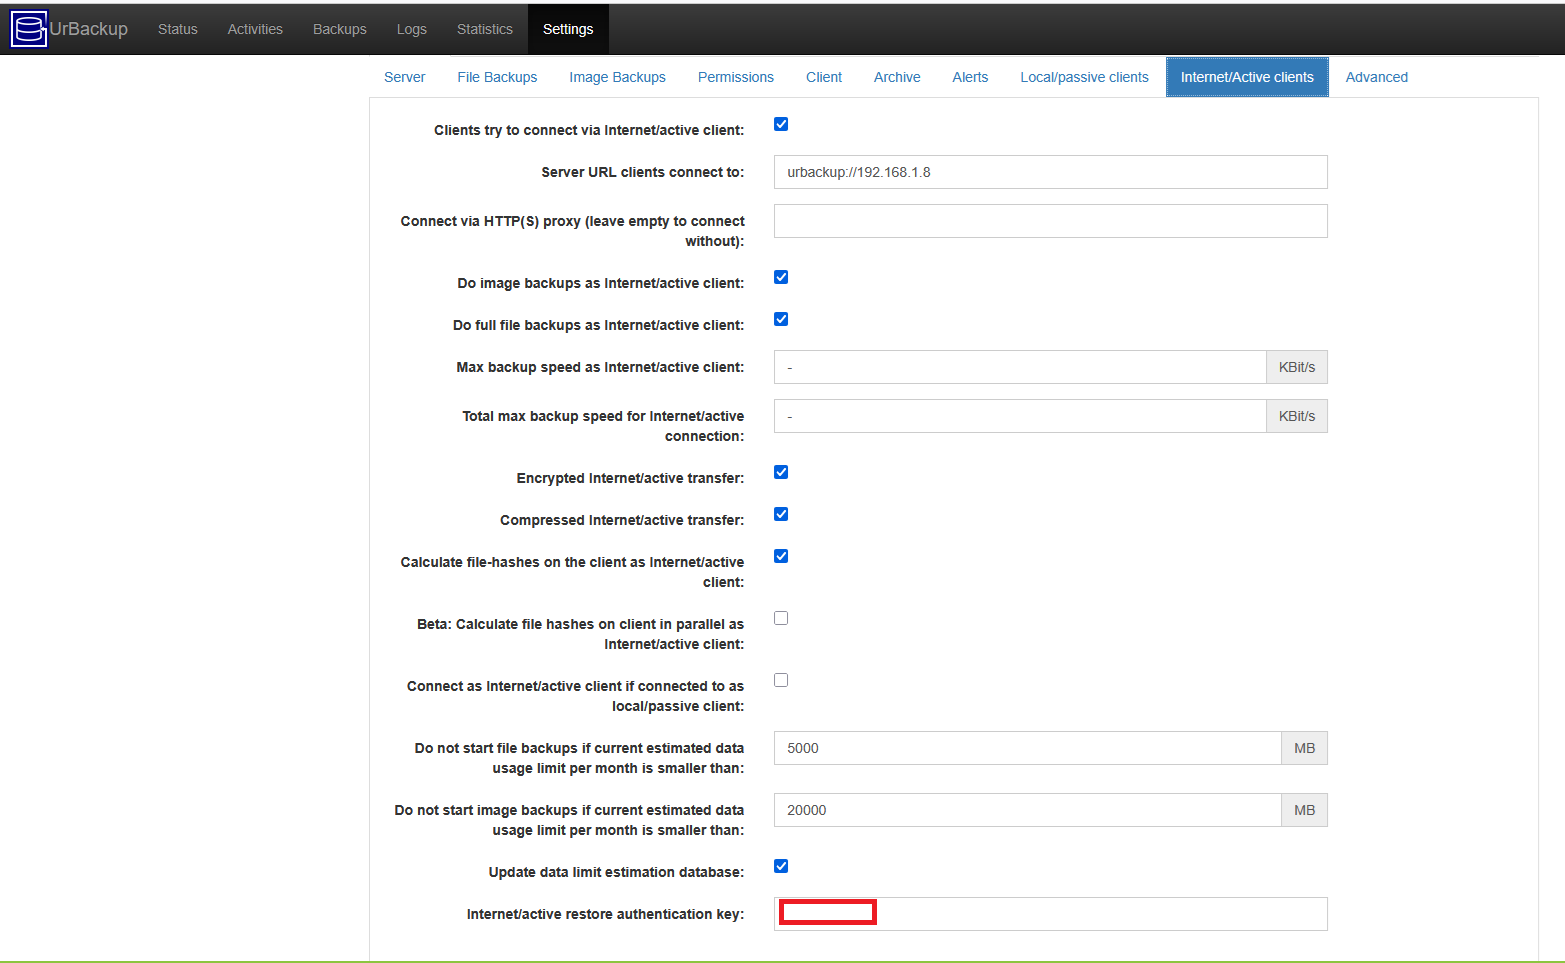 UrBackup Status Activities Backups Logs Statistics Settings
Server File Backups Image Backups Permissions Client Archive Alerts Local/passive clients Internet/Active clients Advanced
Clients try to connect via Internet/active client:
Server URL clients connect to: urbackup://192.168.1.8
Connect via HTTP(S) proxy (leave empty to connect
without):
Do image backups as Internet/active client:
Do full file backups as Internet/active client:
Max backup speed as Internet/active client: - KBit/s
Total max backup speed for Internet/active - KBit/s
connection:
Encrypted Internet/active transfer:
Compressed Internet/active transfer:
Calculate file-hashes on the client as Internet/active
client:
Beta: Calculate file hashes on client in parallel as
Internet/active client:
Connect as Internet/active client if connected to as
local/passive client:
Do not start file backups if current estimated data 5000 MB
usage limit per month is smaller than:
Do not start image backups if current estimated data 20000 MB
usage limit per month is smaller than:
Update data limit estimation database:
Internet/active restore authentication key: